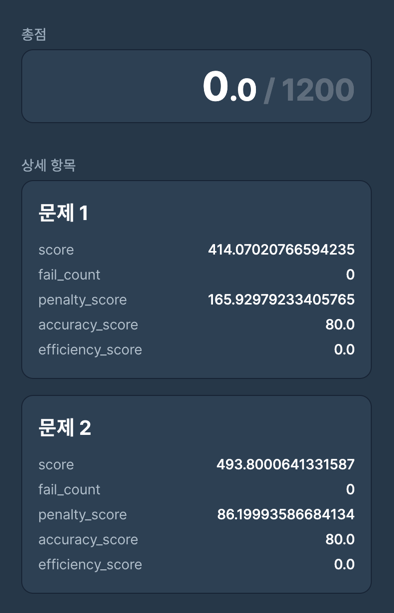 총점
0.0 / 1200
상세 항목
문제 1
score 414.07020766594235
fail_count 0
penalty_score 165.92979233405765
accuracy_score 80.0
efficiency_score 0.0
문제 2
score 493.8000641331587
fail_count 0
penalty_score 86.19993586684134
accuracy_score 80.0
efficiency_score 0.0